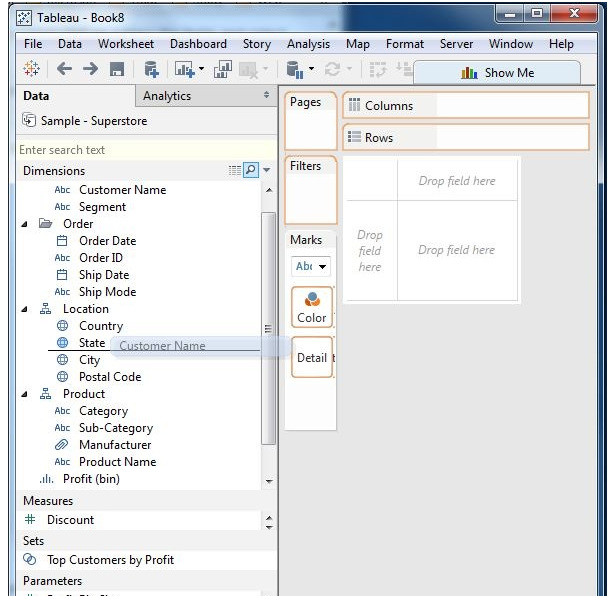 Tableau - Book8
File Data Worksheet Dashboard Story Analysis Map Format Server Window Help
Show Me
Data Analytics
Sample - Superstore
Enter search text
Dimensions
Abc Customer Name
Abc Segment
Order
Order Date
Abc Order ID
Ship Date
Abc Ship Mode
Location
Country
State Customer Name
City
Postal Code
Product
Abc Category
Abc Sub-Category
Manufacturer
Abc Product Name
Profit (bin)
Measures
# Discount
Sets
Top Customers by Profit
Parameters
Pages
Filters
Marks
Abc
Color
Detail
Columns
Rows
Drop field here
Drop
field
here
Drop field here